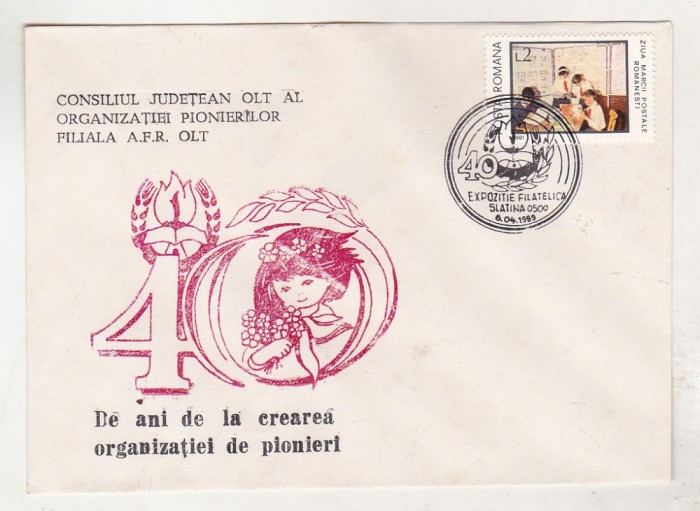 CONSILIUL JUDEȚEAN OLT AL
ORGANIZAȚIEI PIONIERILOR
FILIALA A.F.R. OLT
L2
POSTA ROMANA
ZIUA MARCII POSTALE
ROMANESTI
40
EXPOZITIE FILATELICA
SLATINA 0500
6.04.1989
40
De ani de la crearea
organizației de pionieri